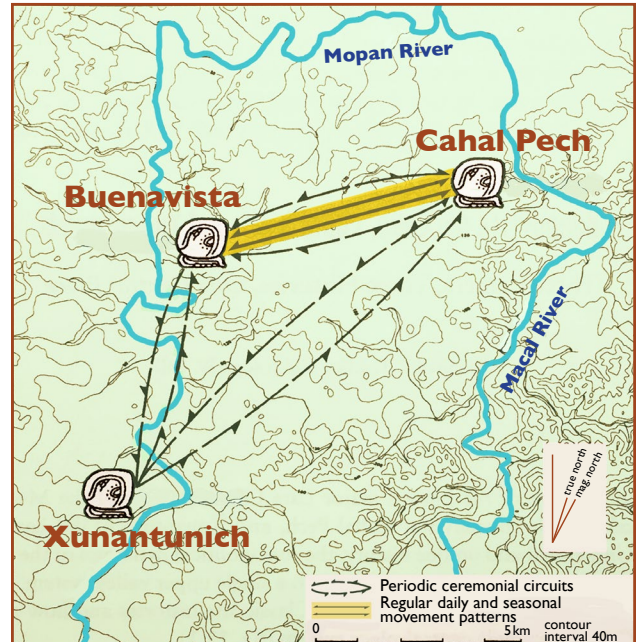 Mopan River
Cahal Pech
Buenavista
Macal River
true north
mag. north
Xunantunich
Periodic ceremonial circuits
Regular daily and seasonal
movement patterns
0 5km
contour
interval 40m